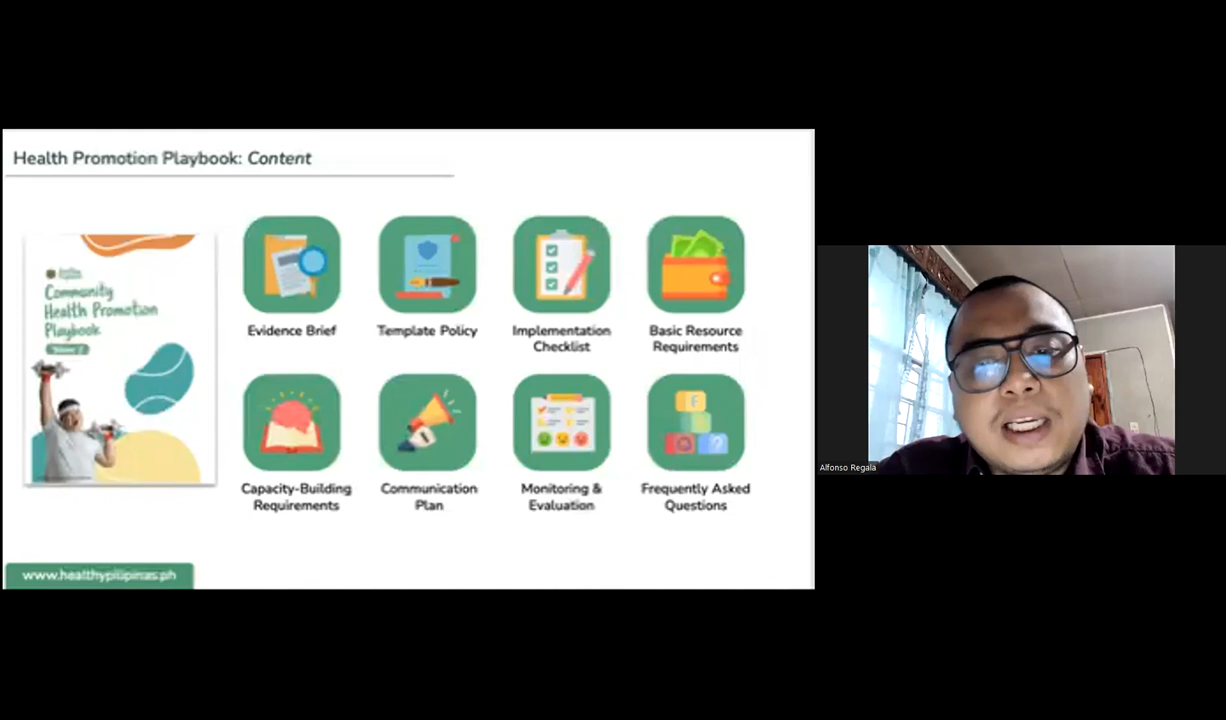 Health Promotion Playbook: Content
Community
Health Promotion
Playbook
Evidence Brief
Template Policy
Implementation
Checklist
Basic Resource
Requirements
Capacity-Building
Requirements
Communication
Plan
Monitoring &
Evaluation
Frequently Asked
Questions
www.healthypilipinas.ph
Alfonso Regala